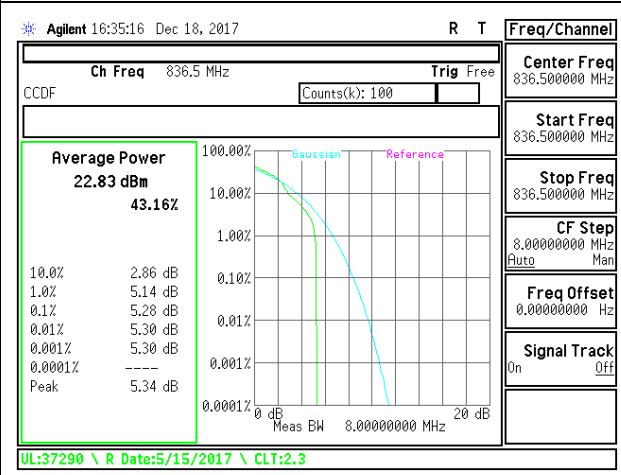 Agilent 16:35:16 Dec 18, 2017 R T
Freq/Channel
Ch Freq 836.5 MHz Trig Free
CCDF Counts(k): 100
Average Power
22.83 dBm
43.16%
10.0% 2.86 dB
1.0% 5.14 dB
0.1% 5.28 dB
0.01% 5.30 dB
0.001% 5.30 dB
0.0001% ----
Peak 5.34 dB
Gaussian Reference
100.00%
10.00%
1.00%
0.10%
0.01%
0.001%
0.0001%
0 dB 20 dB
Meas BW 8.00000000 MHz
Center Freq
836.500000 MHz
Start Freq
836.500000 MHz
Stop Freq
836.500000 MHz
CF Step
8.00000000 MHz
Auto Man
Freq Offset
0.00000000 Hz
Signal Track
On Off
UL:37290 \ R Date:5/15/2017 \ CLT:2.3